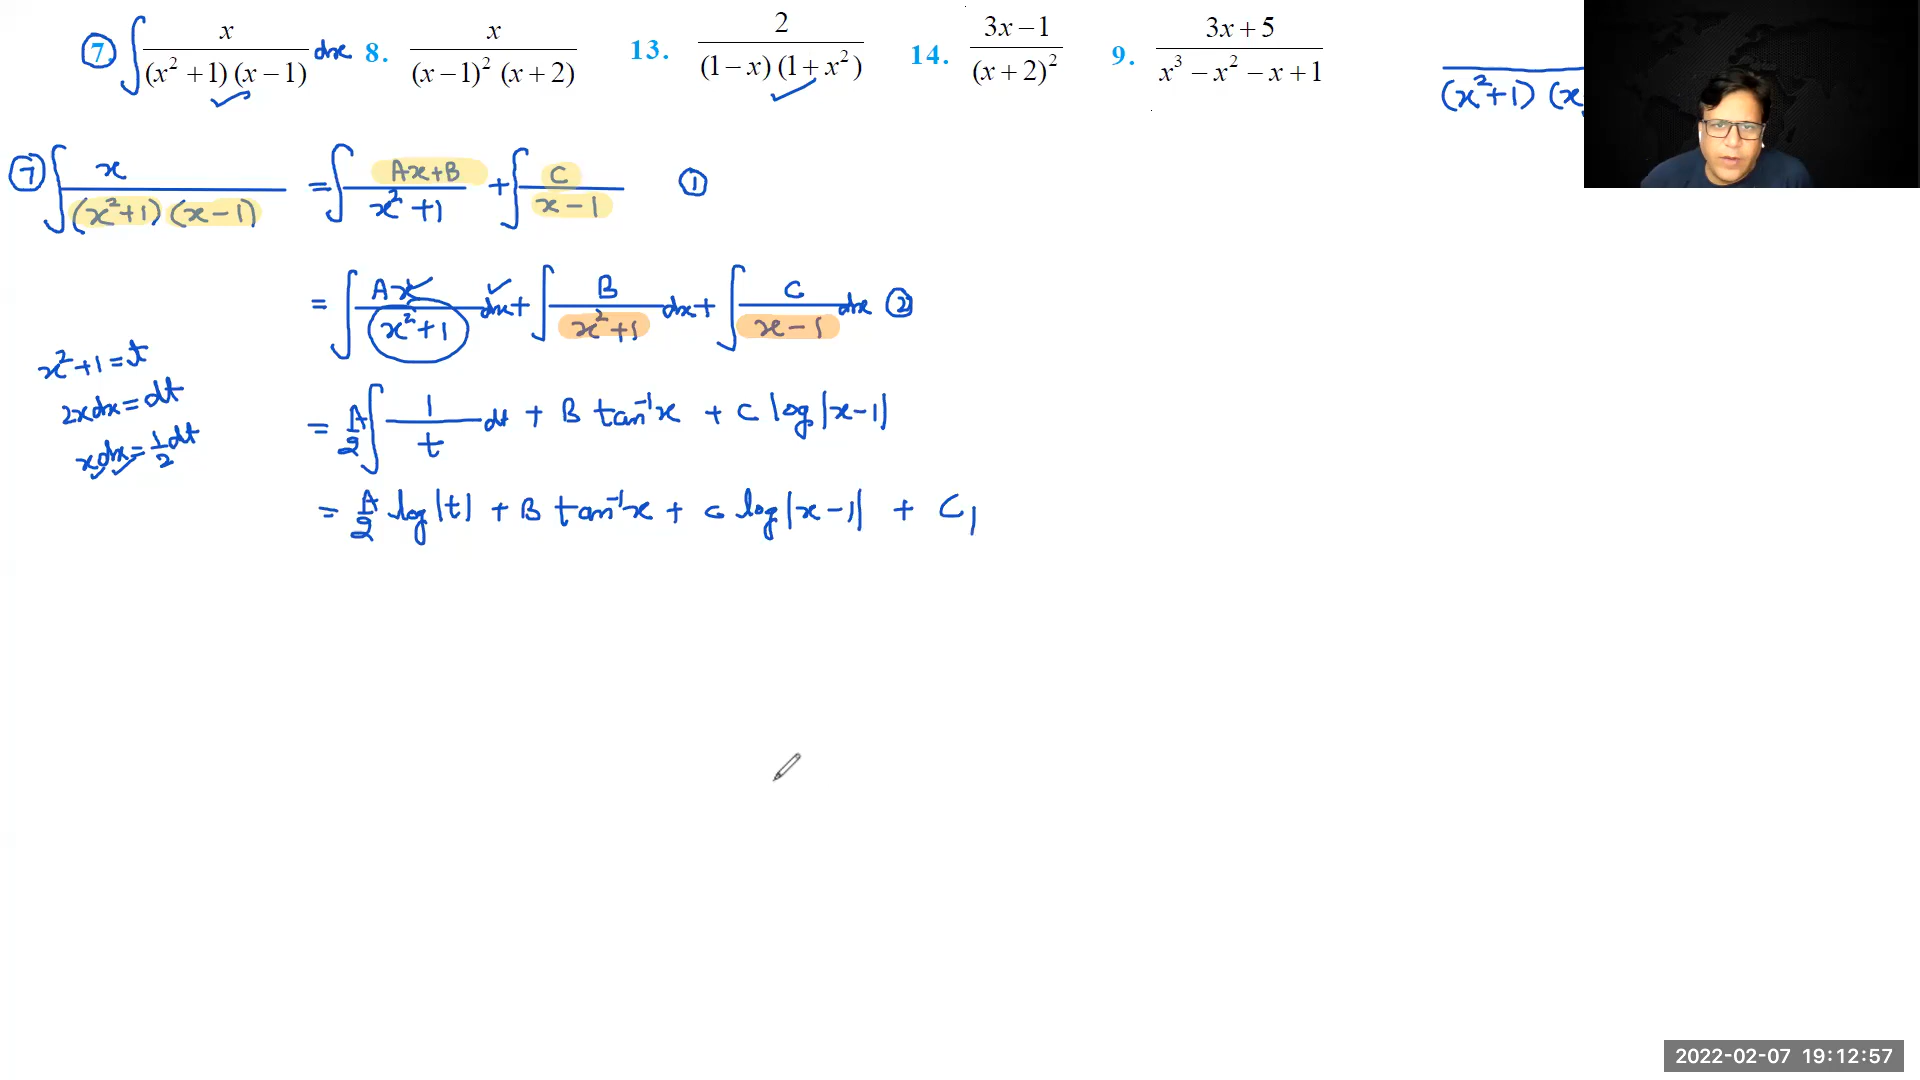 7. ∫ x / (x² + 1) (x − 1) dx 8. x / (x − 1)² (x + 2) 13. 2 / (1 − x) (1 + x²) 14. 3x − 1 / (x + 2)² 9. 3x + 5 / x³ − x² − x + 1
(x²+1) (x
7 ∫ x / (x²+1) (x−1) = ∫ Ax+B / x²+1 + ∫ C / x−1 ①
= ∫ Ax / x²+1 dx + ∫ B / x²+1 dx + ∫ C / x−1 dx ②
x²+1 = t
2x dx = dt
x dx = 1/2 dt
= A/2 ∫ 1/t dt + B tan⁻¹x + C log|x−1|
= A/2 log|t| + B tan⁻¹x + C log|x−1| + C₁
2022-02-07 19:12:57